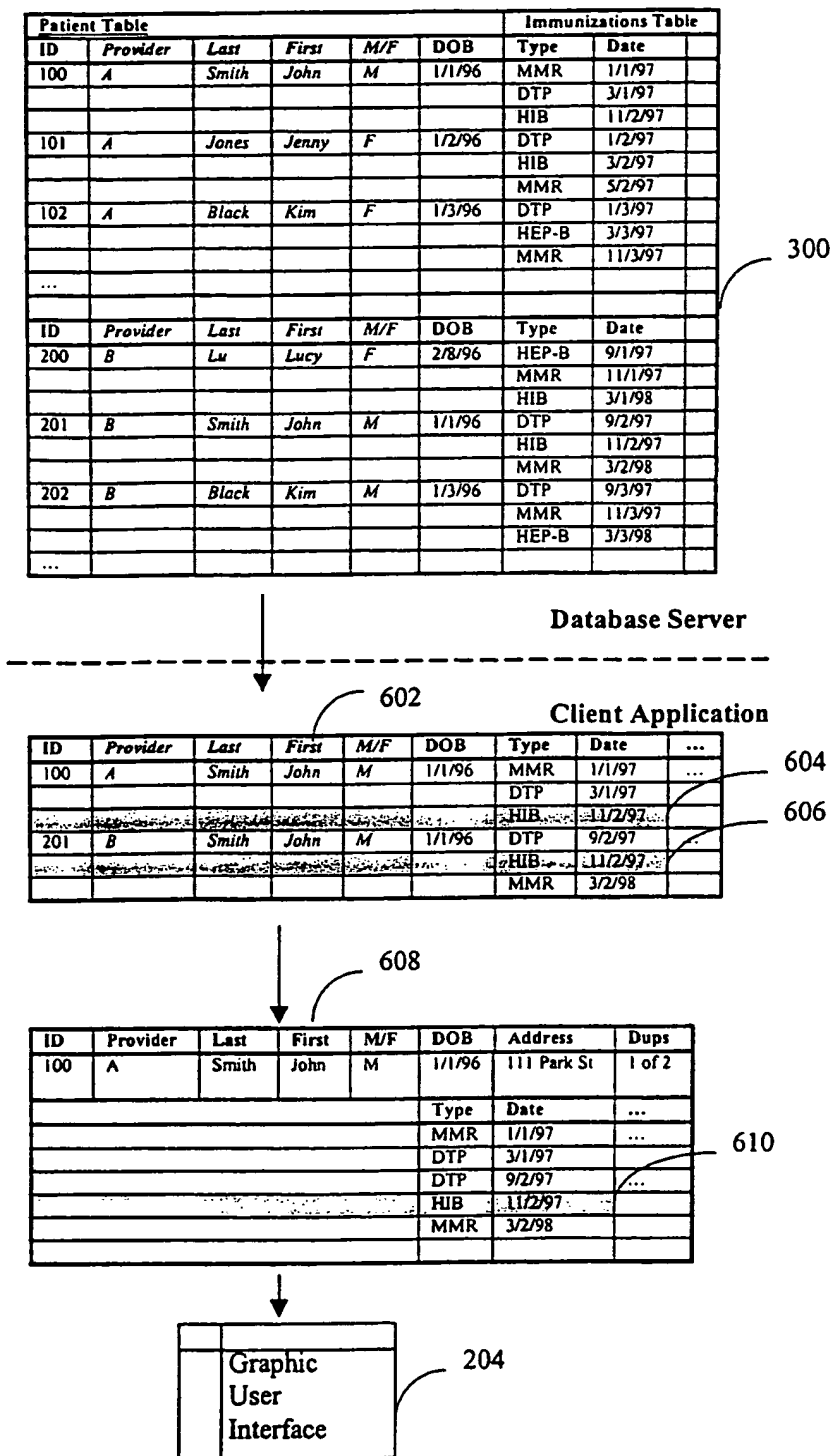 Patient Table Immunizations Table
ID Provider Last First M/F DOB Type Date
100 A Smith John M 1/1/96 MMR 1/1/97
DTP 3/1/97
HIB 11/2/97
101 A Jones Jenny F 1/2/96 DTP 1/2/97
HIB 3/2/97
MMR 5/2/97
102 A Black Kim F 1/3/96 DTP 1/3/97
HEP-B 3/3/97
MMR 11/3/97
300
...
ID Provider Last First M/F DOB Type Date
200 B Lu Lucy F 2/8/96 HEP-B 9/1/97
MMR 11/1/97
HIB 3/1/98
201 B Smith John M 1/1/96 DTP 9/2/97
HIB 11/2/97
MMR 3/2/98
202 B Black Kim M 1/3/96 DTP 9/3/97
MMR 11/3/97
HEP-B 3/3/98
...
Database Server
602
Client Application
ID Provider Last First M/F DOB Type Date ...
100 A Smith John M 1/1/96 MMR 1/1/97 ...
604
DTP 3/1/97
HIB 11/2/97
606
201 B Smith John M 1/1/96 DTP 9/2/97 ...
HIB 11/2/97
MMR 3/2/98
608
ID Provider Last First M/F DOB Address Dups
100 A Smith John M 1/1/96 111 Park St 1 of 2
Type Date ...
MMR 1/1/97 ...
DTP 3/1/97
610
DTP 9/2/97 ...
HIB 11/2/97
MMR 3/2/98
Graphic
204
User
Interface